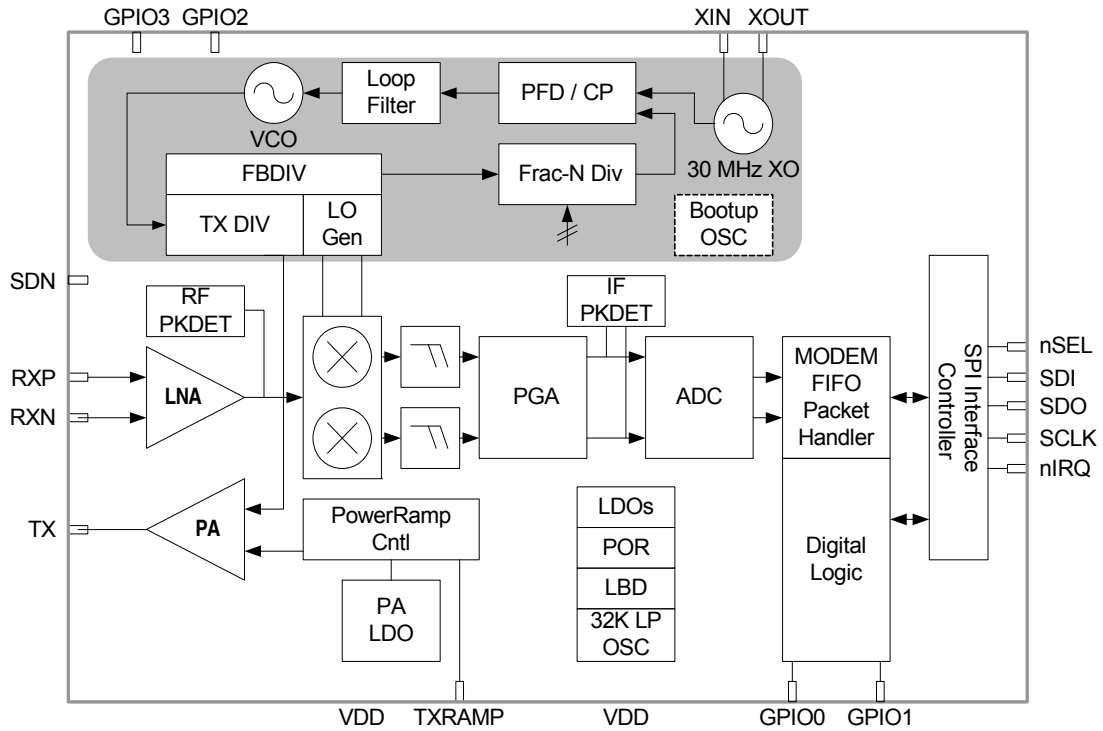 GPIO3 GPIO2
XIN XOUT
Loop
Filter
PFD / CP
VCO
30 MHz XO
FBDIV
Frac-N Div
TX DIV
LO
Gen
Bootup
OSC
SDN
RF
PKDET
IF
PKDET
RXP
RXN
LNA
PGA
ADC
MODEM
FIFO
Packet
Handler
SPI Interface
Controller
nSEL
SDI
SDO
SCLK
nIRQ
TX
PA
PowerRamp
Cntl
PA
LDO
LDOs
POR
LBD
32K LP
OSC
Digital
Logic
VDD
TXRAMP
VDD
GPIO0
GPIO1